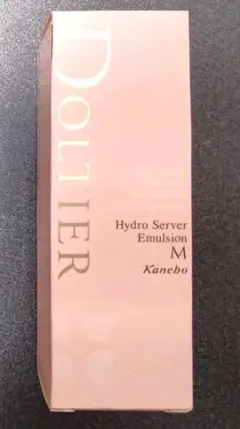 DOLTIER
Hydro Server
Emulsion
M
Kanebo